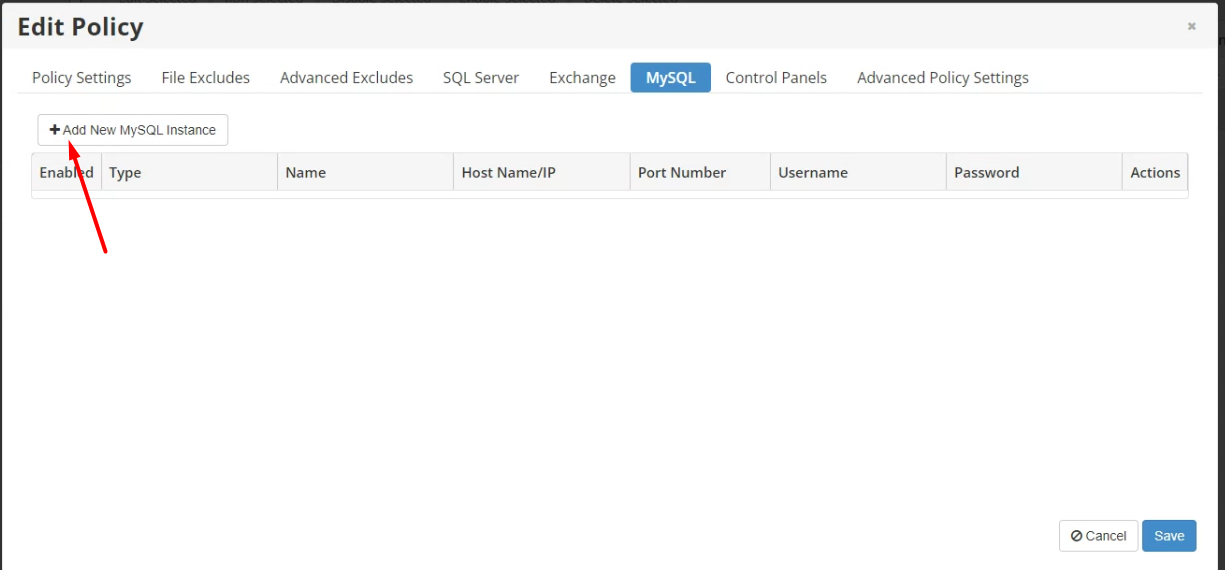 Edit Policy
Policy Settings File Excludes Advanced Excludes SQL Server Exchange MySQL Control Panels Advanced Policy Settings
Add New MySQL Instance
Enabled Type Name Host Name/IP Port Number Username Password Actions
Cancel Save